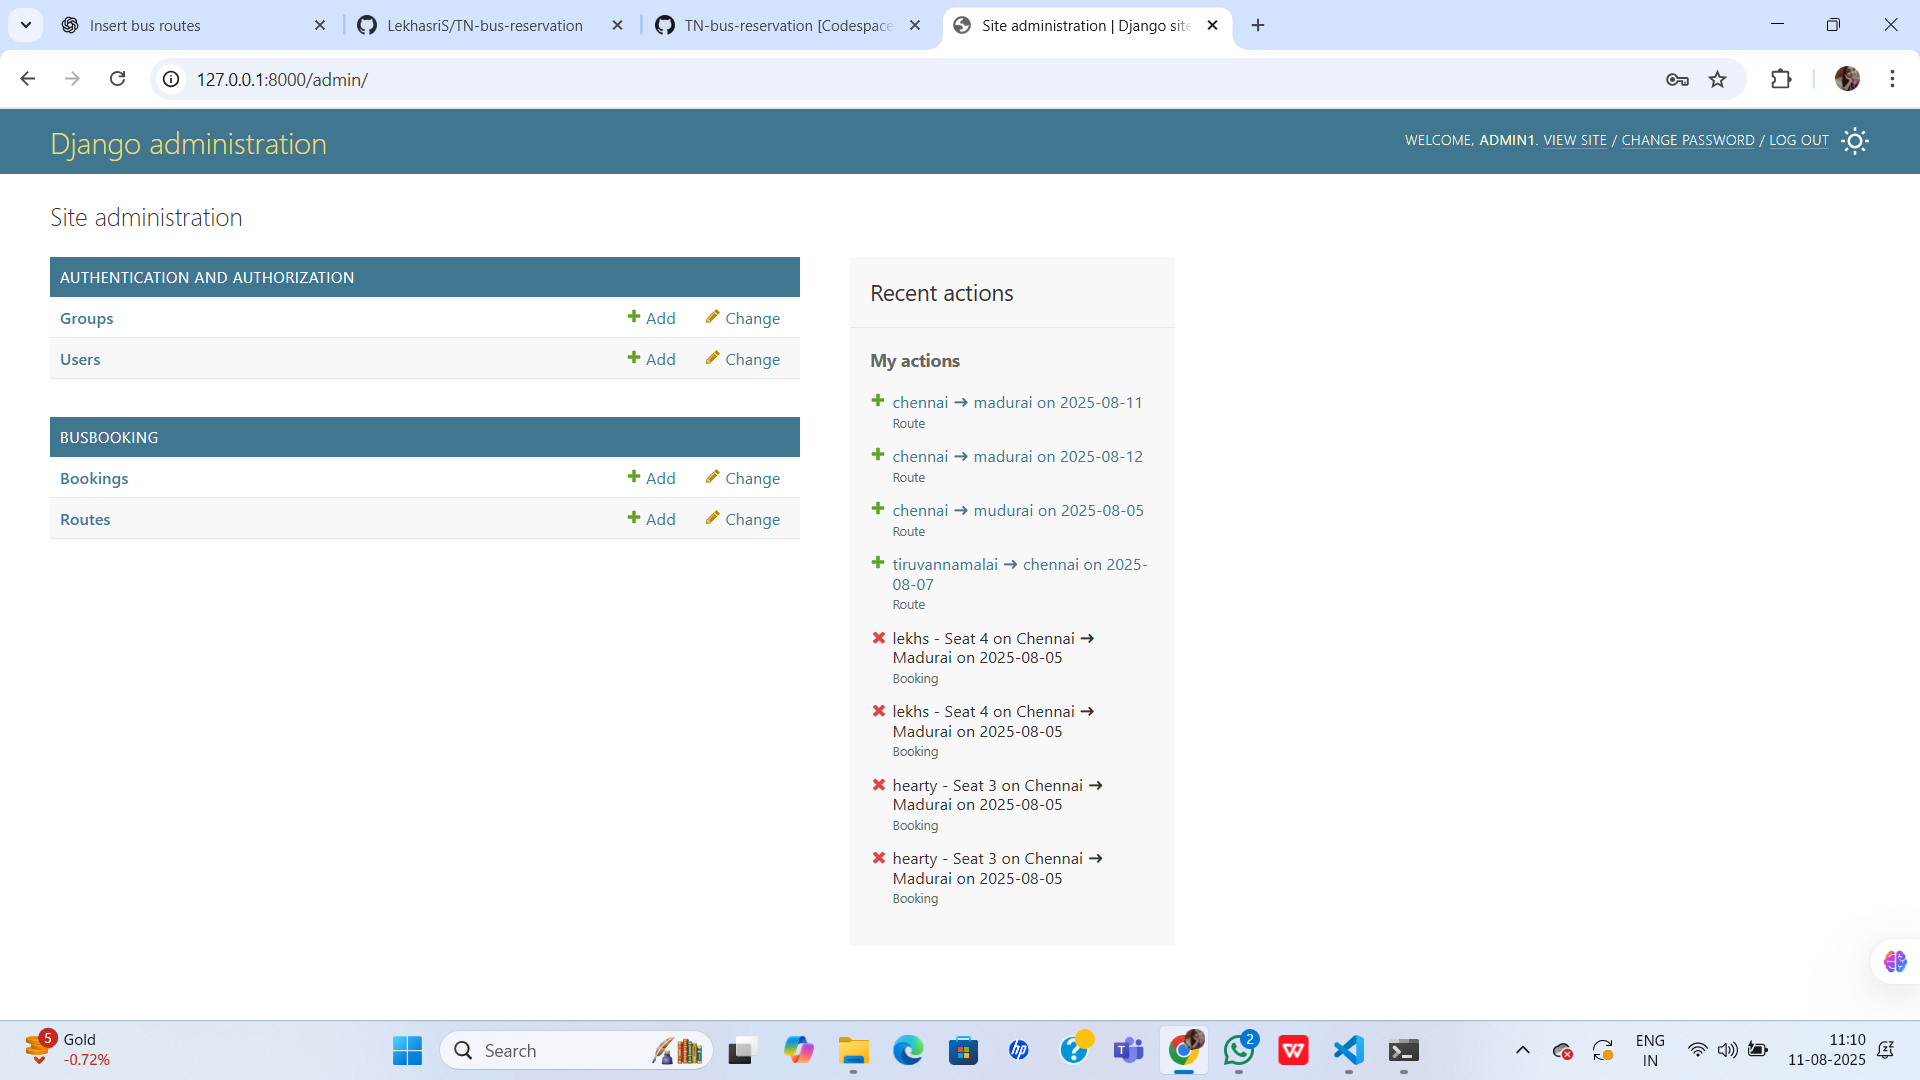 Insert bus routes
LekhasriS/TN-bus-reservation
TN-bus-reservation [Codespace
Site administration | Django site
127.0.0.1:8000/admin/
Django administration
WELCOME, ADMIN1. VIEW SITE / CHANGE PASSWORD / LOG OUT
Site administration
AUTHENTICATION AND AUTHORIZATION
Groups Add Change
Users Add Change
BUSBOOKING
Bookings Add Change
Routes Add Change
Recent actions
My actions
chennai → madurai on 2025-08-11
Route
chennai → madurai on 2025-08-12
Route
chennai → mudurai on 2025-08-05
Route
tiruvannamalai → chennai on 2025-
08-07
Route
lekhs - Seat 4 on Chennai →
Madurai on 2025-08-05
Booking
lekhs - Seat 4 on Chennai →
Madurai on 2025-08-05
Booking
hearty - Seat 3 on Chennai →
Madurai on 2025-08-05
Booking
hearty - Seat 3 on Chennai →
Madurai on 2025-08-05
Booking
5
Gold
-0.72%
Search
2
ENG
IN
11:10
11-08-2025